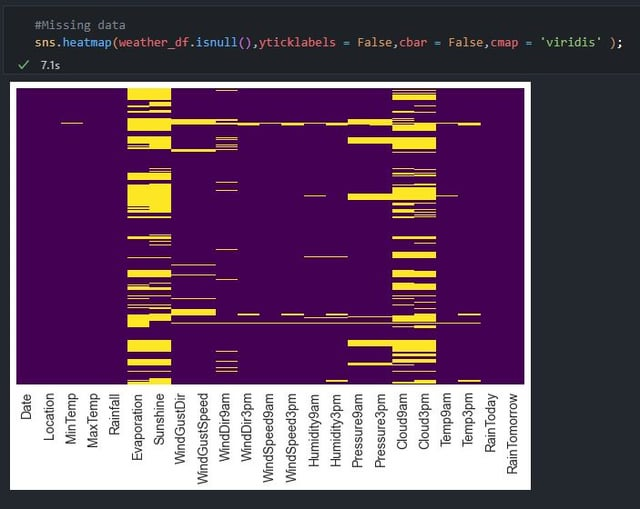 #Missing data
sns.heatmap(weather_df.isnull(),yticklabels = False,cbar = False,cmap = 'viridis' );
7.1s
Date
Location
MinTemp
MaxTemp
Rainfall
Evaporation
Sunshine
WindGustDir
WindGustSpeed
WindDir9am
WindDir3pm
WindSpeed9am
WindSpeed3pm
Humidity9am
Humidity3pm
Pressure9am
Pressure3pm
Cloud9am
Cloud3pm
Temp9am
Temp3pm
RainToday
RainTomorrow